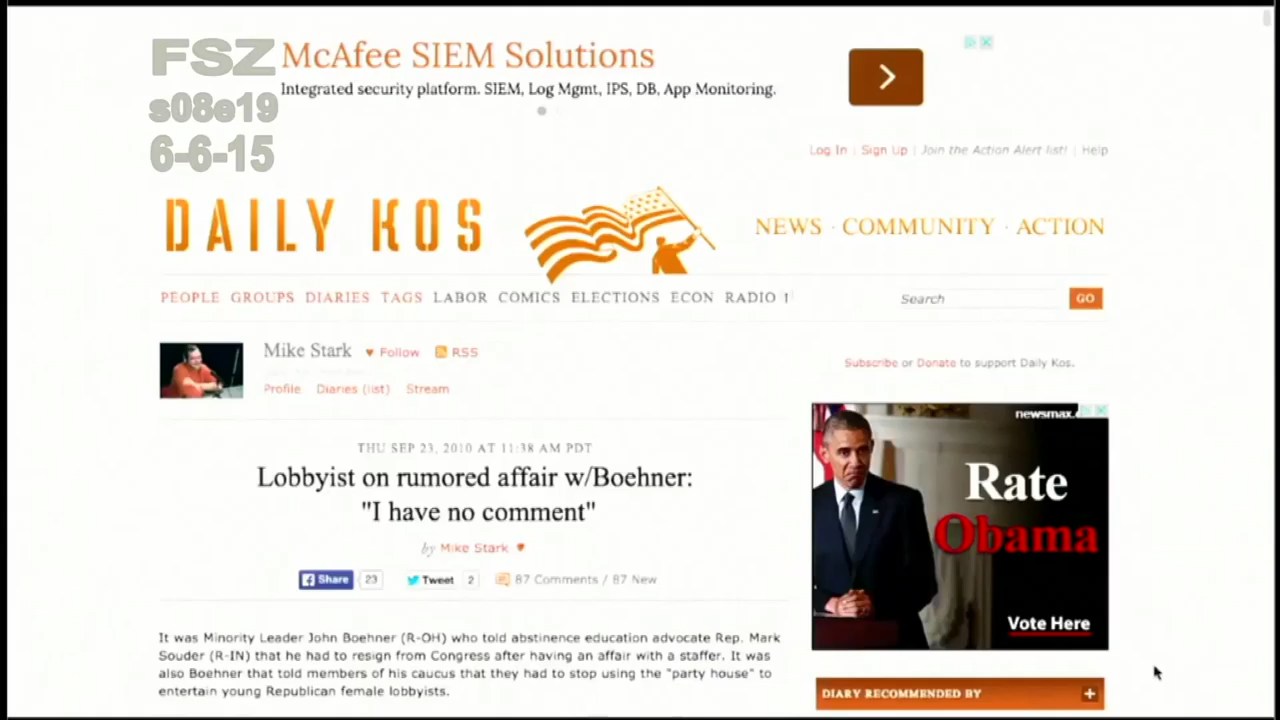 FSZ
s08e19
6-6-15
McAfee SIEM Solutions
Integrated security platform. SIEM, Log Mgmt, IPS, DB, App Monitoring.
Log In | Sign Up | Join the Action Alert list! | Help
DAILY KOS
NEWS · COMMUNITY · ACTION
PEOPLE GROUPS DIARIES TAGS LABOR COMICS ELECTIONS ECON RADIO
Search
GO
Mike Stark ♥ Follow RSS
Profile Diaries (list) Stream
Subscribe or Donate to support Daily Kos.
THU SEP 23, 2010 AT 11:38 AM PDT
Lobbyist on rumored affair w/Boehner:
"I have no comment"
by Mike Stark ♥
Share 23 Tweet 2 87 Comments / 87 New
It was Minority Leader John Boehner (R-OH) who told abstinence education advocate Rep. Mark
Souder (R-IN) that he had to resign from Congress after having an affair with a staffer. It was
also Boehner that told members of his caucus that they had to stop using the "party house" to
entertain young Republican female lobbyists.
newsmax.
Rate
Obama
Vote Here
DIARY RECOMMENDED BY +